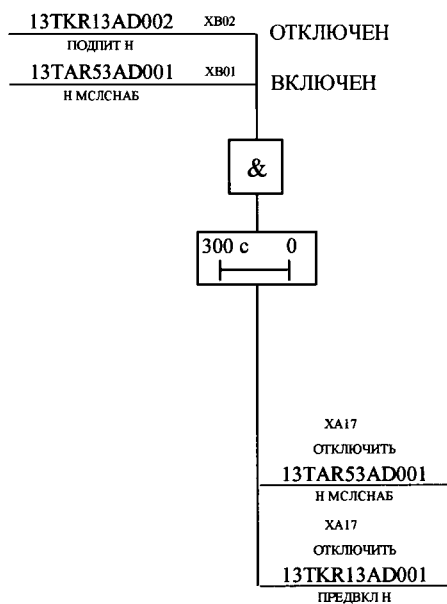 13TKR13AD002 XB02 ОТКЛЮЧЕН
ПОДПИТ Н
13TAR53AD001 XB01 ВКЛЮЧЕН
Н МСЛСНАБ
&
300 с 0
XA17
ОТКЛЮЧИТЬ
13TAR53AD001
Н МСЛСНАБ
XA17
ОТКЛЮЧИТЬ
13TKR13AD001
ПРЕДВКЛ Н